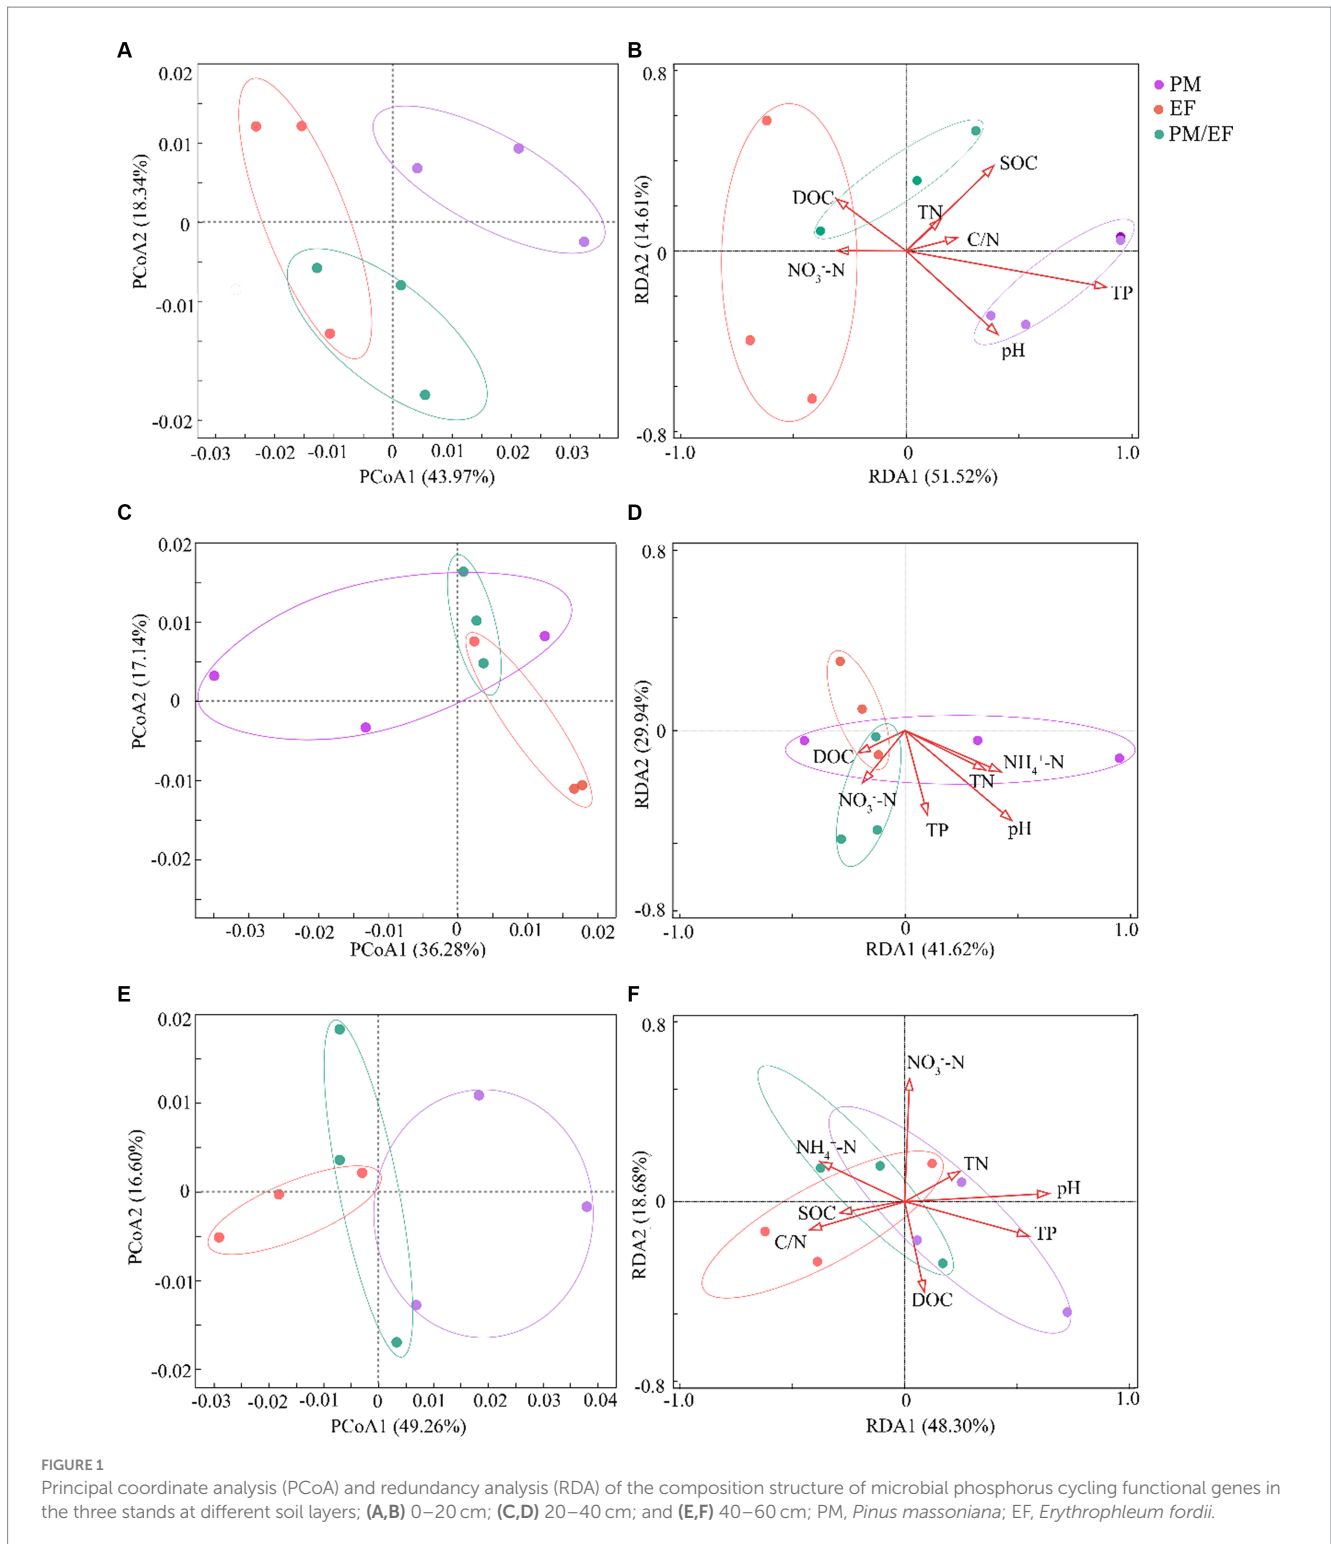 A
0.02
0.01
0
-0.01
-0.02
PCoA2 (18.34%)
-0.03 -0.02 -0.01 0 0.01 0.02 0.03
PCoA1 (43.97%)
B
0.8
0
-0.8
RDA2 (14.61%)
SOC
DOC
TN
C/N
NO3−-N
TP
pH
-1.0 0 1.0
RDA1 (51.52%)
PM
EF
PM/EF
C
0.02
0.01
0
-0.01
-0.02
PCoA2 (17.14%)
-0.03 -0.02 -0.01 0 0.01 0.02
PCoA1 (36.28%)
D
0.8
-0.8
RDA2 (29.94%)
DOC
NH4+-N
TN
NO3−-N
TP
pH
-1.0 0 1.0
RDA1 (41.62%)
E
0.02
0.01
0
-0.01
-0.02
PCoA2 (16.60%)
-0.03 -0.02 -0.01 0 0.01 0.02 0.03 0.04
PCoA1 (49.26%)
F
0.8
0
-0.8
RDA2 (18.68%)
NO3−-N
NH4−-N
TN
pH
SOC
C/N
TP
DOC
-1.0 0 1.0
RDA1 (48.30%)
FIGURE 1
Principal coordinate analysis (PCoA) and redundancy analysis (RDA) of the composition structure of microbial phosphorus cycling functional genes in
the three stands at different soil layers; (A,B) 0–20 cm; (C,D) 20–40 cm; and (E,F) 40–60 cm; PM, Pinus massoniana; EF, Erythrophleum fordii.